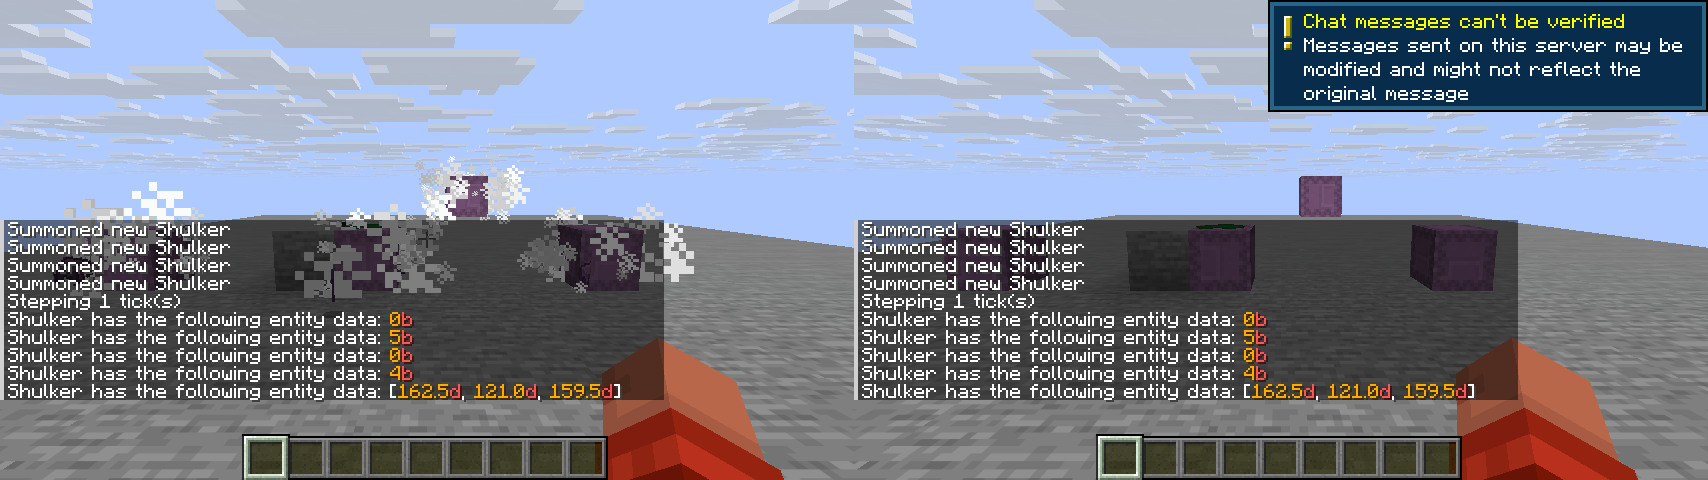 Summoned new Shulker
Summoned new Shulker
Summoned new Shulker
Summoned new Shulker
Stepping 1 tick(s)
Shulker has the following entity data: 0b
Shulker has the following entity data: 5b
Shulker has the following entity data: 0b
Shulker has the following entity data: 4b
Shulker has the following entity data: [162.5d, 121.0d, 159.5d]
Chat messages can't be verified
Messages sent on this server may be
modified and might not reflect the
original message
Summoned new Shulker
Summoned new Shulker
Summoned new Shulker
Summoned new Shulker
Stepping 1 tick(s)
Shulker has the following entity data: 0b
Shulker has the following entity data: 5b
Shulker has the following entity data: 0b
Shulker has the following entity data: 4b
Shulker has the following entity data: [162.5d, 121.0d, 159.5d]